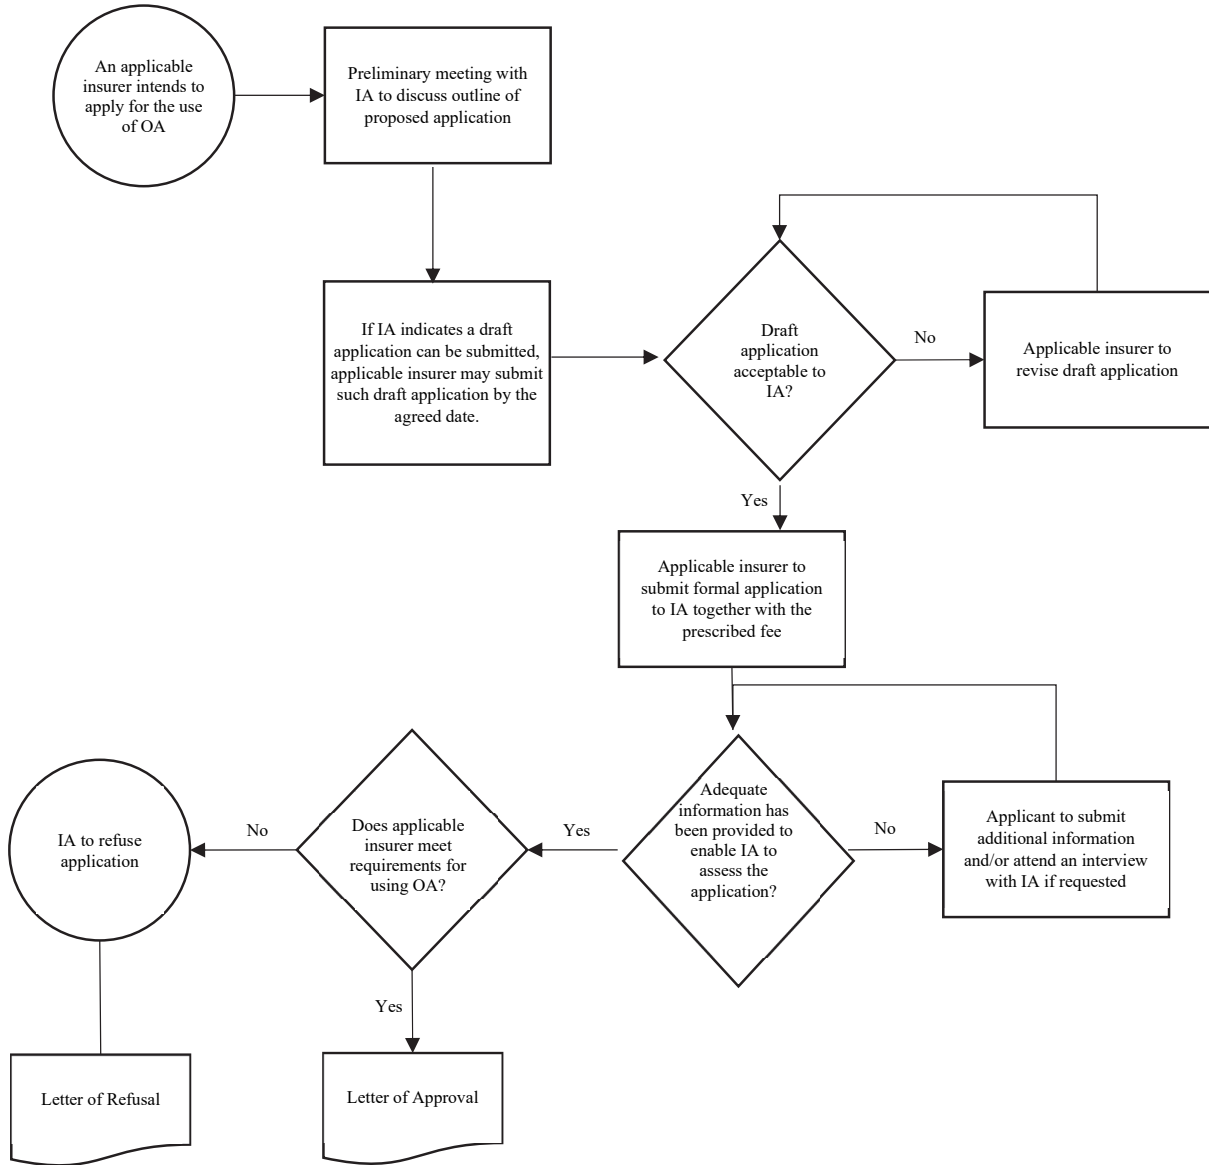 An applicable
insurer intends to
apply for the use
of OA
Preliminary meeting with
IA to discuss outline of
proposed application
If IA indicates a draft
application can be submitted,
applicable insurer may submit
such draft application by the
agreed date.
Draft
application
acceptable to
IA?
No
Applicable insurer to
revise draft application
Yes
Applicable insurer to
submit formal application
to IA together with the
prescribed fee
Adequate
information has
been provided to
enable IA to
assess the
application?
No
Applicant to submit
additional information
and/or attend an interview
with IA if requested
Yes
Does applicable
insurer meet
requirements for
using OA?
No
IA to refuse
application
Yes
Letter of Refusal
Letter of Approval